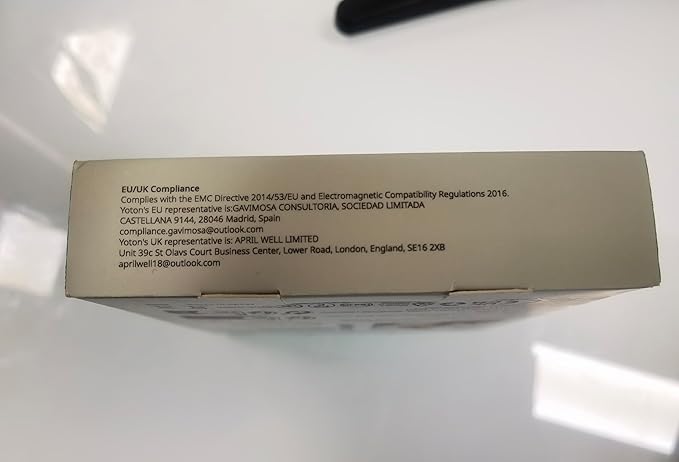 EU/UK Compliance
Complies with the EMC Directive 2014/53/EU and Electromagnetic Compatibility Regulations 2016.
Yoton's EU representative is:GAVIMOSA CONSULTORIA, SOCIEDAD LIMITADA
CASTELLANA 9144, 28046 Madrid, Spain
compliance.gavimosa@outlook.com
Yoton's UK representative is: APRIL WELL LIMITED
Unit 39c St Olavs Court Business Center, Lower Road, London, England, SE16 2XB
aprilwell18@outlook.com